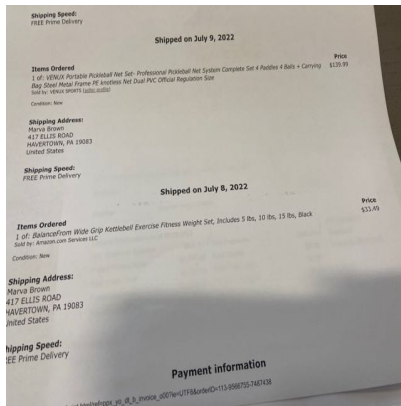 Shipping Speed:
FREE Prime Delivery
Shipped on July 9, 2022
Items Ordered Price
1 of: VENUX Portable Pickleball Net Set- Professional Pickleball Net System Complete Set 4 Paddles 4 Balls + Carrying $139.99
Bag Steel Metal Frame PE knotless Net Dual PVC Official Regulation Size
Sold by: VENUX SPORTS (seller profile)
Condition: New
Shipping Address:
Marva Brown
417 ELLIS ROAD
HAVERTOWN, PA 19083
United States
Shipping Speed:
FREE Prime Delivery
Shipped on July 8, 2022
Items Ordered Price
1 of: BalanceFrom Wide Grip Kettlebell Exercise Fitness Weight Set, Includes 5 lbs, 10 lbs, 15 lbs, Black $33.49
Sold by: Amazon.com Services LLC
Condition: New
Shipping Address:
Marva Brown
417 ELLIS ROAD
HAVERTOWN, PA 19083
United States
hipping Speed:
EE Prime Delivery
Payment information